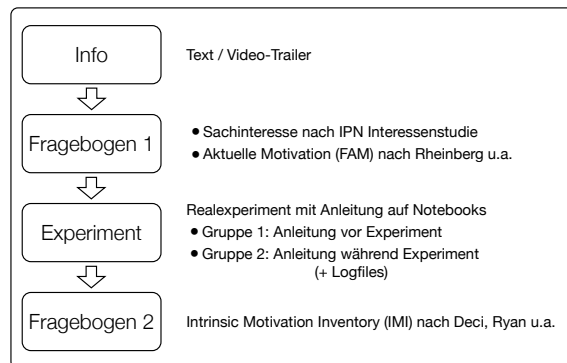 Info
Text / Video-Trailer
Fragebogen 1
● Sachinteresse nach IPN Interessenstudie
● Aktuelle Motivation (FAM) nach Rheinberg u.a.
Experiment
Realexperiment mit Anleitung auf Notebooks
● Gruppe 1: Anleitung vor Experiment
● Gruppe 2: Anleitung während Experiment
(+ Logfiles)
Fragebogen 2
Intrinsic Motivation Inventory (IMI) nach Deci, Ryan u.a.